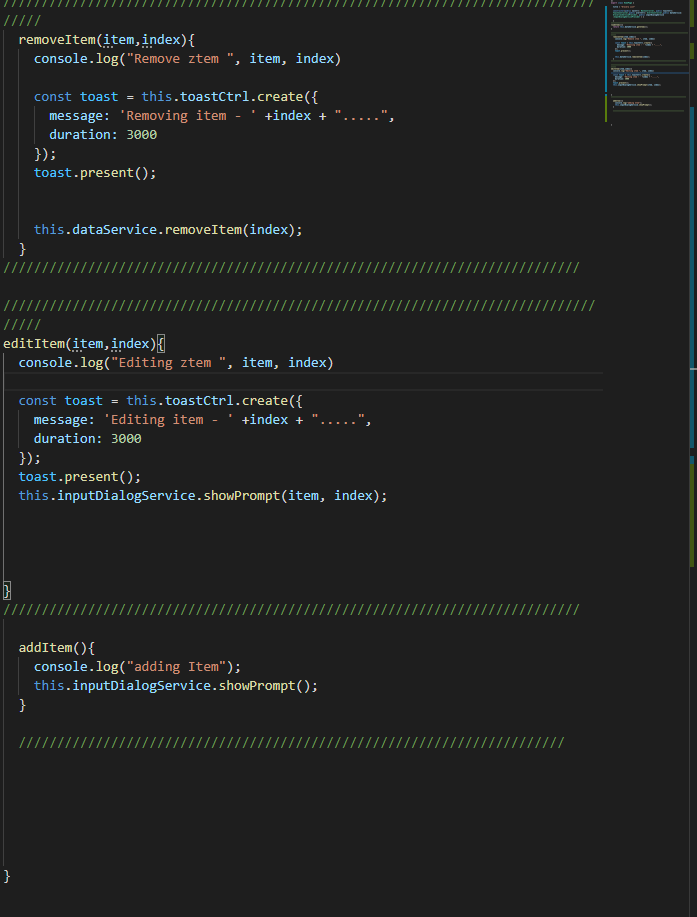 /////////////////////////////////////////////////////////////////////////////
/////
removeItem(item,index){
console.log("Remove ztem ", item, index)
const toast = this.toastCtrl.create({
message: 'Removing item - ' +index + ".....",
duration: 3000
});
toast.present();
this.dataService.removeItem(index);
}
///////////////////////////////////////////////////////////////////////////
/////////////////////////////////////////////////////////////////////////////
/////
editItem(item,index){
console.log("Editing ztem ", item, index)
const toast = this.toastCtrl.create({
message: 'Editing item - ' +index + ".....",
duration: 3000
});
toast.present();
this.inputDialogService.showPrompt(item, index);
}
///////////////////////////////////////////////////////////////////////////
addItem(){
console.log("adding Item");
this.inputDialogService.showPrompt();
}
///////////////////////////////////////////////////////////////////////
}